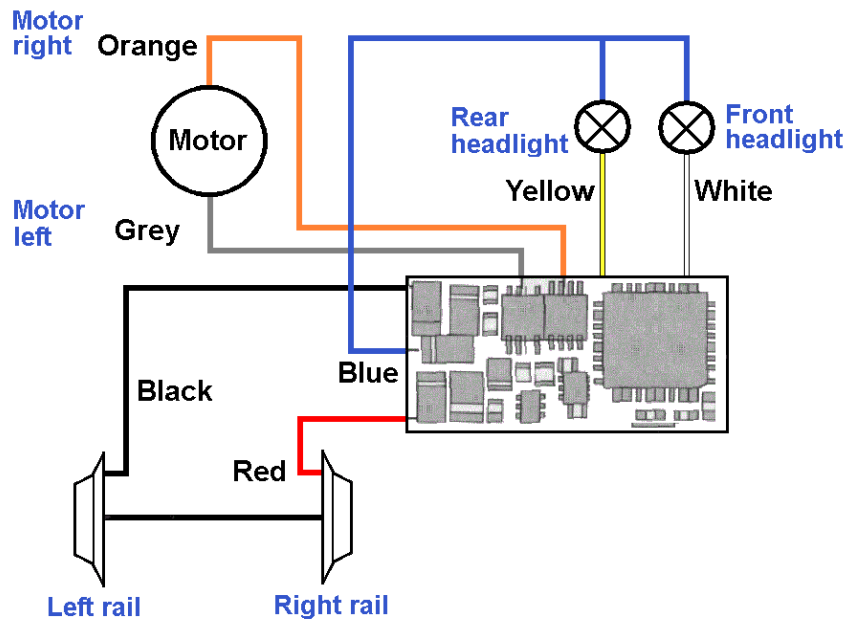 Motor
right
Orange
Motor
Rear
headlight
Front
headlight
Yellow
White
Motor
left
Grey
Blue
Black
Red
Left rail
Right rail